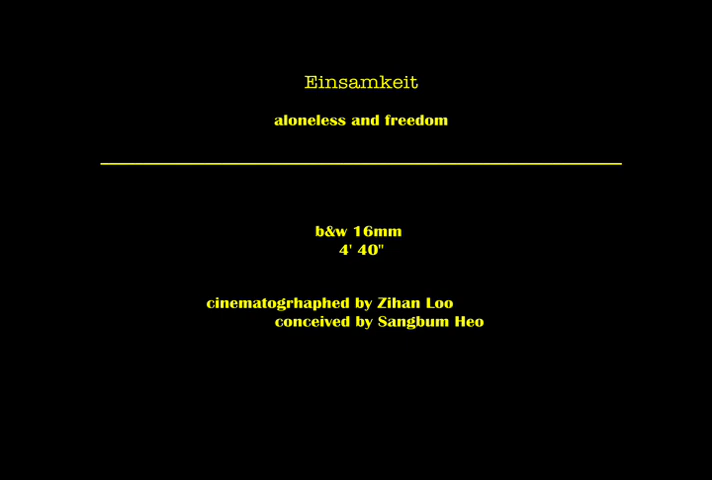 Einsamkeit
aloneless and freedom
b&w 16mm
4' 40"
cinematogrhaphed by Zihan Loo
conceived by Sangbum Heo